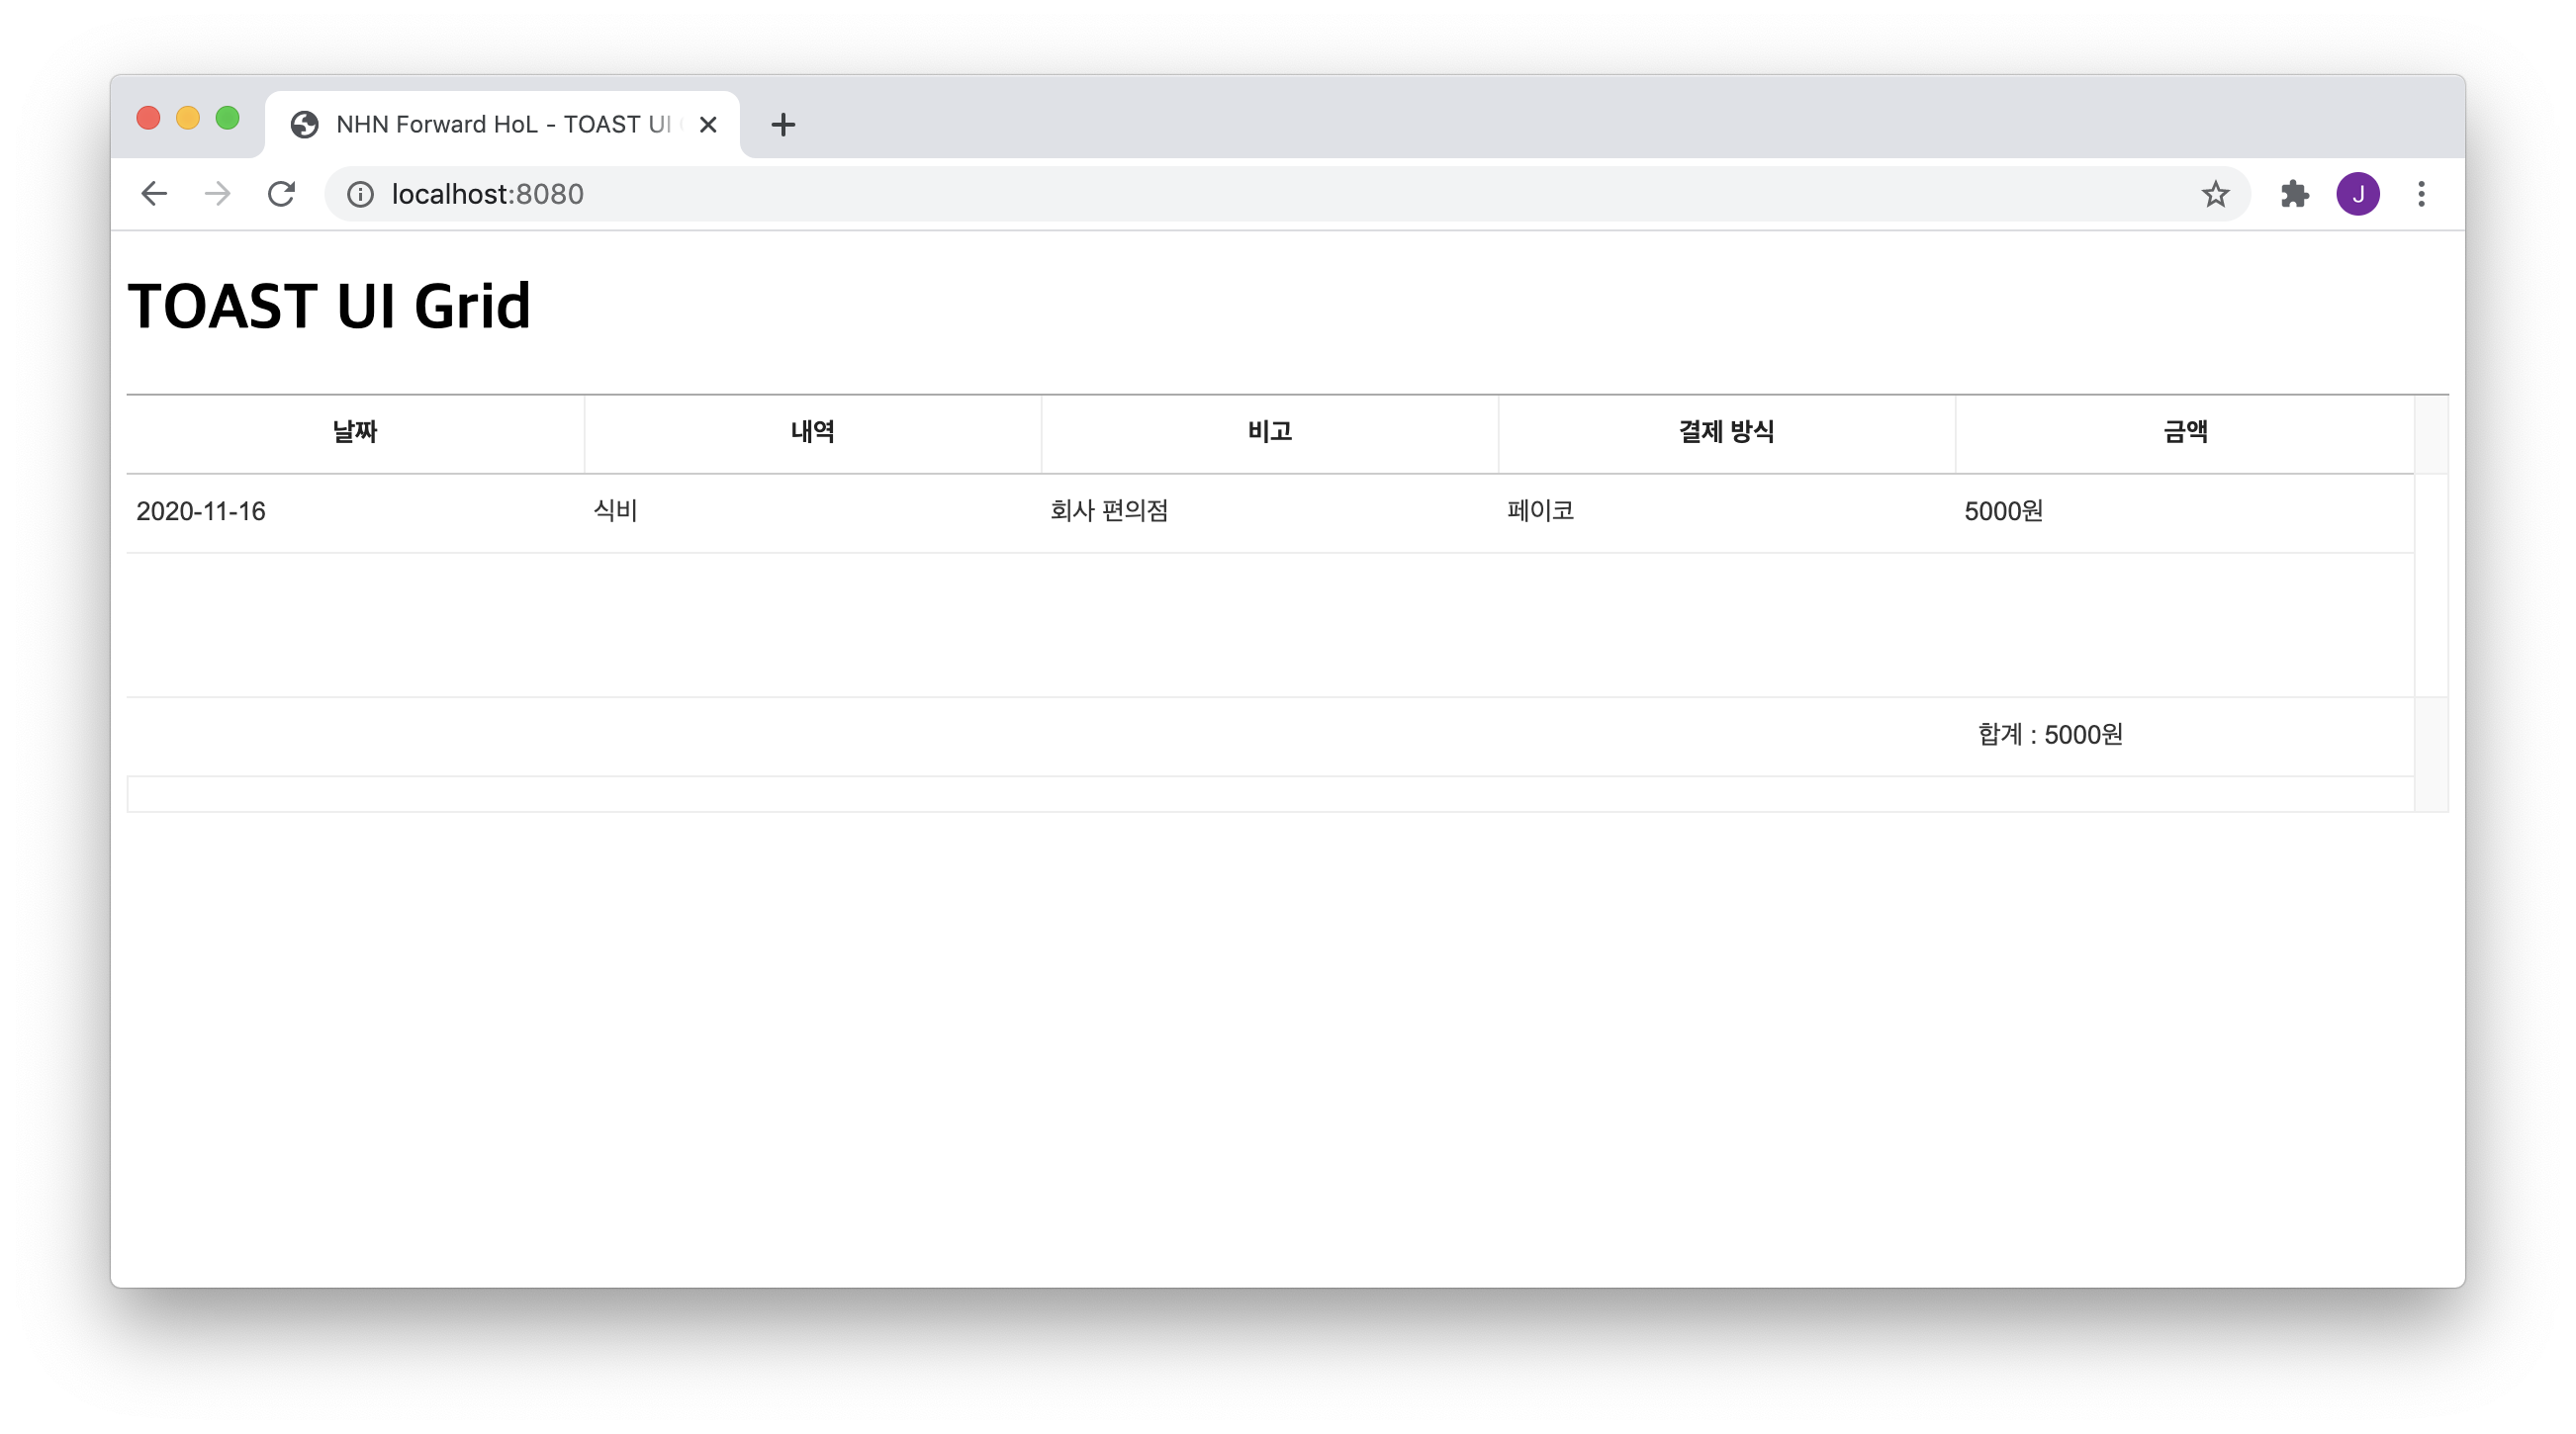 NHN Forward HoL - TOAST UI
localhost:8080
J
TOAST UI Grid
날짜 내역 비고 결제 방식 금액
2020-11-16 식비 회사 편의점 페이코 5000원
합계 : 5000원